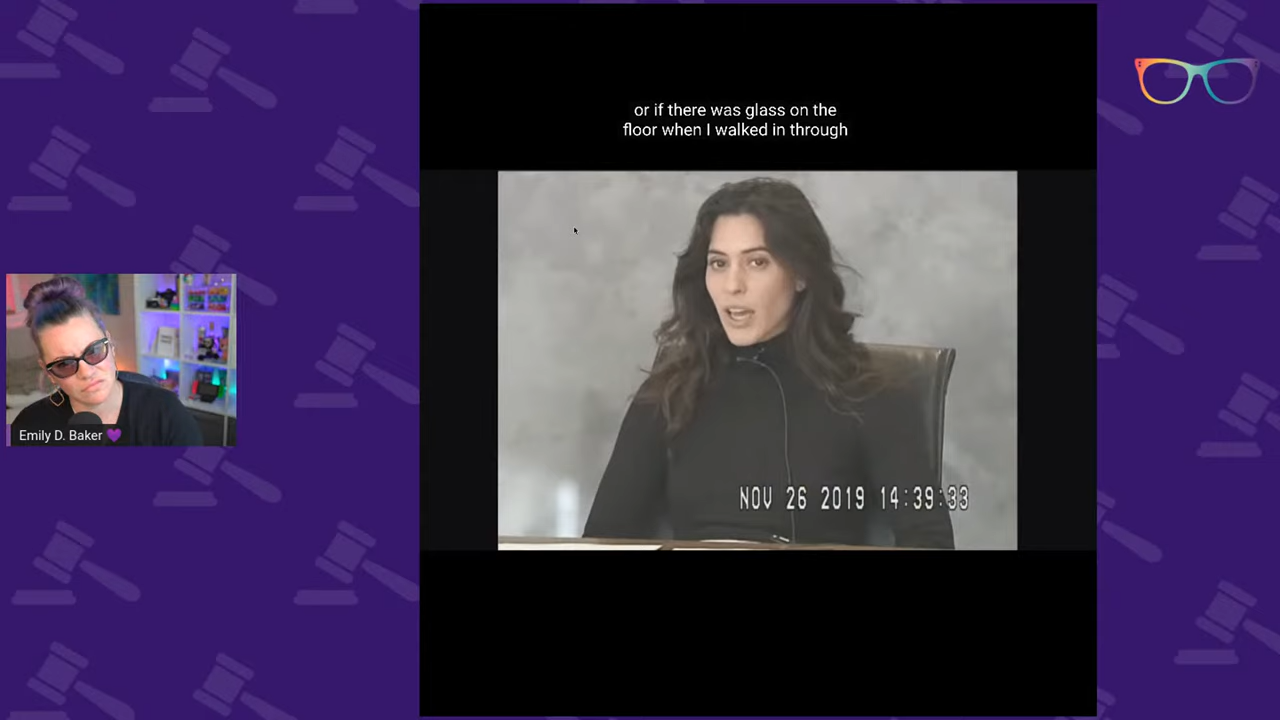 or if there was glass on the
floor when I walked in through
Emily D. Baker 💜
NOV 26 2019 14:39:33